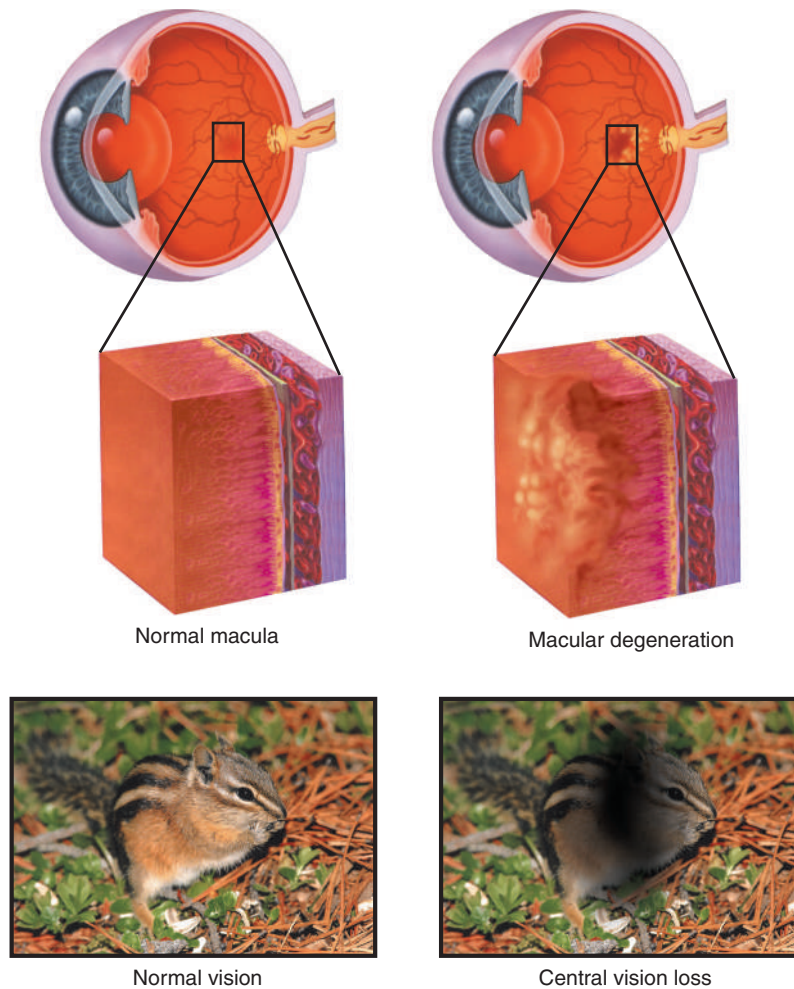 Normal macula
Macular degeneration
Normal vision
Central vision loss